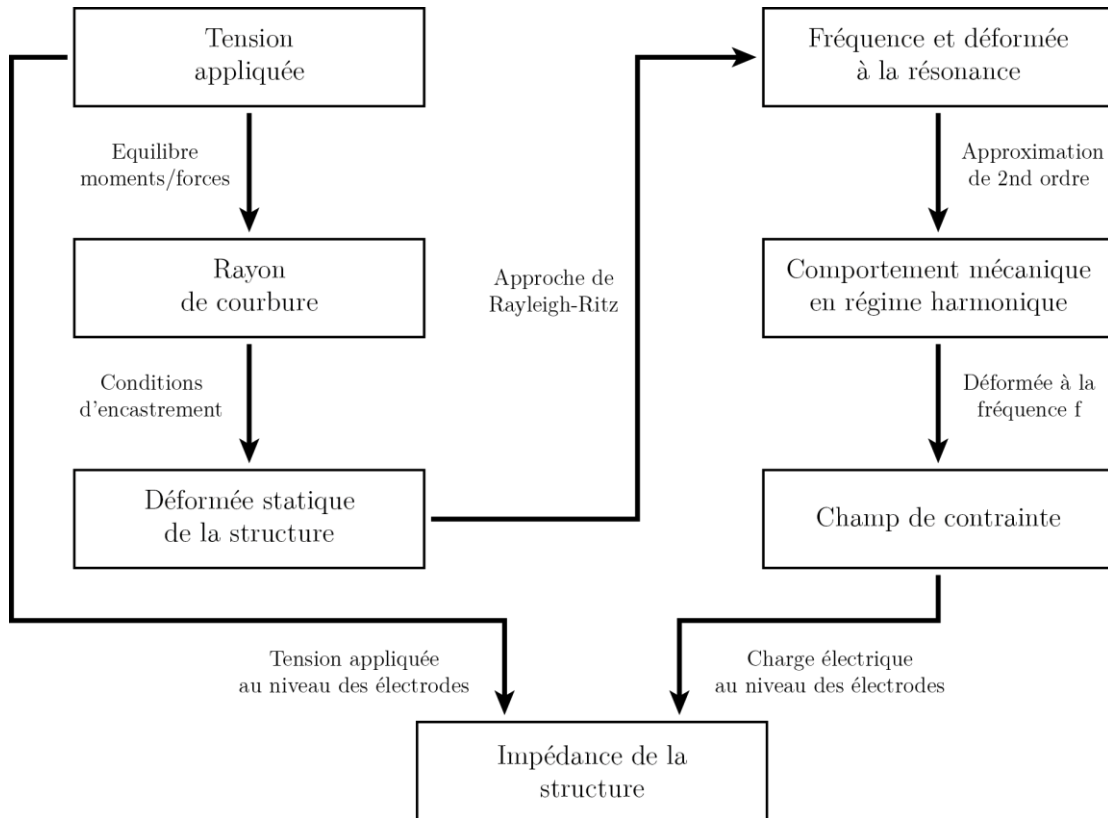 Tension
appliquée
Equilibre
moments/forces
Rayon
de courbure
Conditions
d'encastrement
Déformée statique
de la structure
Approche de
Rayleigh-Ritz
Fréquence et déformée
à la résonance
Approximation
de 2nd ordre
Comportement mécanique
en régime harmonique
Déformée à la
fréquence f
Champ de contrainte
Tension appliquée
au niveau des électrodes
Charge électrique
au niveau des électrodes
Impédance de la
structure